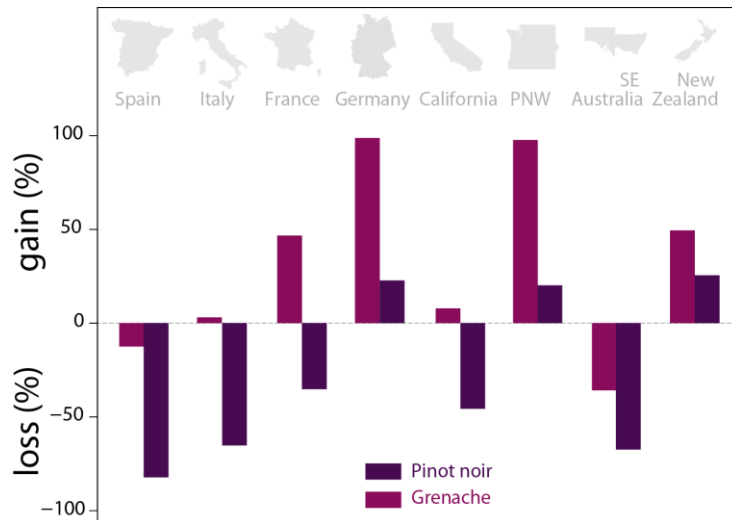 Spain
Italy
France
Germany
California
PNW
SE
Australia
New
Zealand
gain (%)
loss (%)
100
50
0
−50
−100
Pinot noir
Grenache